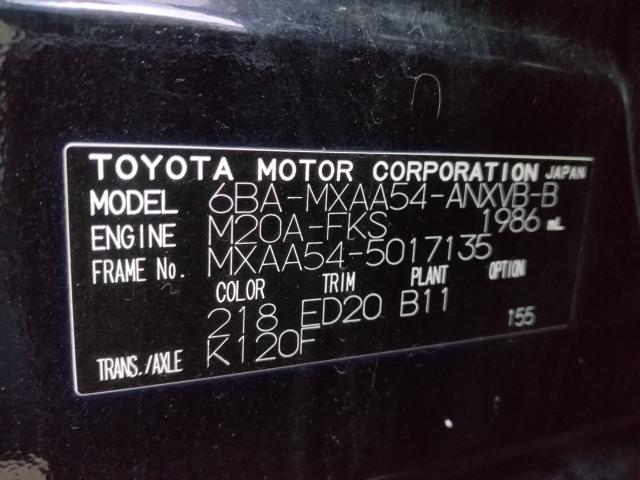 TOYOTA MOTOR CORPORATION JAPAN
MODEL 6BA-MXAA54-ANXVB-B
ENGINE M20A-FKS 1986 mL
FRAME No. MXAA54-5017135
COLOR TRIM PLANT OPTION
218 ED20 B11 155
TRANS./AXLE K120F